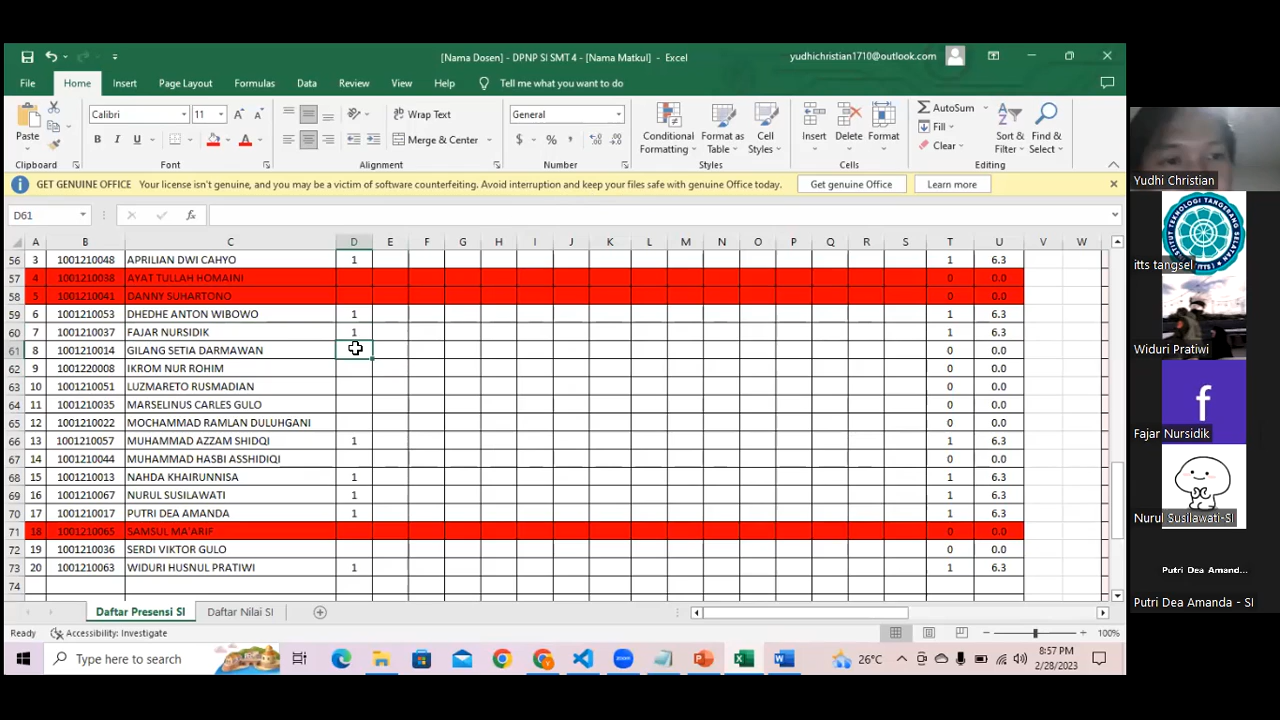 [Nama Dosen] - DPNP SI SMT 4 - [Nama Matkul] - Excel
yudhichristian1710@outlook.com
File Home Insert Page Layout Formulas Data Review View Help Tell me what you want to do
Paste
Calibri 11
B I U
Wrap Text
Merge & Center
General
$ % ,
Conditional Formatting
Format as Table
Cell Styles
Insert Delete Format
AutoSum
Fill
Clear
Sort & Filter
Find & Select
Clipboard Font Alignment Number Styles Cells Editing
GET GENUINE OFFICE Your license isn't genuine, and you may be a victim of software counterfeiting. Avoid interruption and keep your files safe with genuine Office today. Get genuine Office Learn more
D61 fx
A B C D E F G H I J K L M N O P Q R S T U V W
56 3 1001210048 APRILIAN DWI CAHYO 1 1 6.3
57 4 1001210038 AYAT TULLAH HOMAINI 0 0.0
58 5 1001210041 DANNY SUHARTONO 0 0.0
59 6 1001210053 DHEDHE ANTON WIBOWO 1 1 6.3
60 7 1001210037 FAJAR NURSIDIK 1 1 6.3
61 8 1001210014 GILANG SETIA DARMAWAN 0 0.0
62 9 1001220008 IKROM NUR ROHIM 0 0.0
63 10 1001210051 LUZMARETO RUSMADIAN 0 0.0
64 11 1001210035 MARSELINUS CARLES GULO 0 0.0
65 12 1001210022 MOCHAMMAD RAMLAN DULUHGANI 0 0.0
66 13 1001210057 MUHAMMAD AZZAM SHIDQI 1 1 6.3
67 14 1001210044 MUHAMMAD HASBI ASSHIDIQI 0 0.0
68 15 1001210013 NAHDA KHAIRUNNISA 1 1 6.3
69 16 1001210067 NURUL SUSILAWATI 1 1 6.3
70 17 1001210017 PUTRI DEA AMANDA 1 1 6.3
71 18 1001210065 SAMSUL MA'ARIF 0 0.0
72 19 1001210036 SERDI VIKTOR GULO 0 0.0
73 20 1001210063 WIDURI HUSNUL PRATIWI 1 1 6.3
74
Daftar Presensi SI Daftar Nilai SI
Ready Accessibility: Investigate 100%
Type here to search
zoom
26°C
8:57 PM
2/28/2023
Yudhi Christian
itts tangsel
Widuri Pratiwi
f
Fajar Nursidik
Nurul Susilawati-SI
Putri Dea Amand...
Putri Dea Amanda - SI